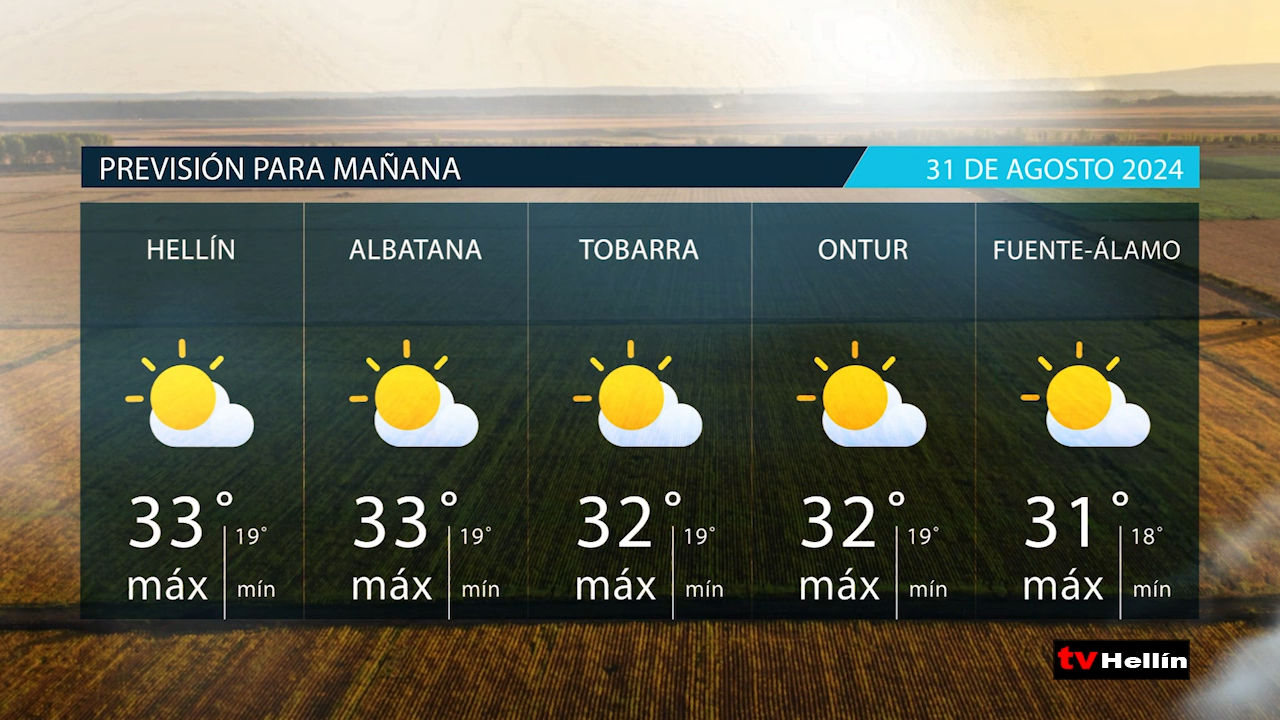 PREVISIÓN PARA MAÑANA
31 DE AGOSTO 2024
HELLÍN
33° máx
19° mín
ALBATANA
33° máx
19° mín
TOBARRA
32° máx
19° mín
ONTUR
32° máx
19° mín
FUENTE-ÁLAMO
31° máx
18° mín
tv Hellín